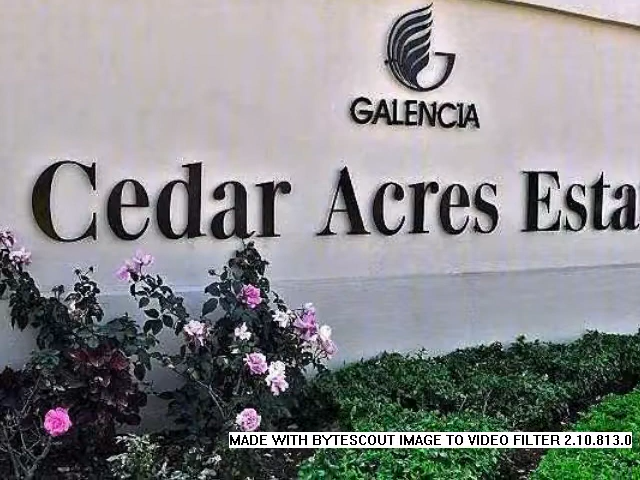 GALENCIA
Cedar Acres Esta
MADE WITH BYTESCOUT IMAGE TO VIDEO FILTER 2.10.813.0